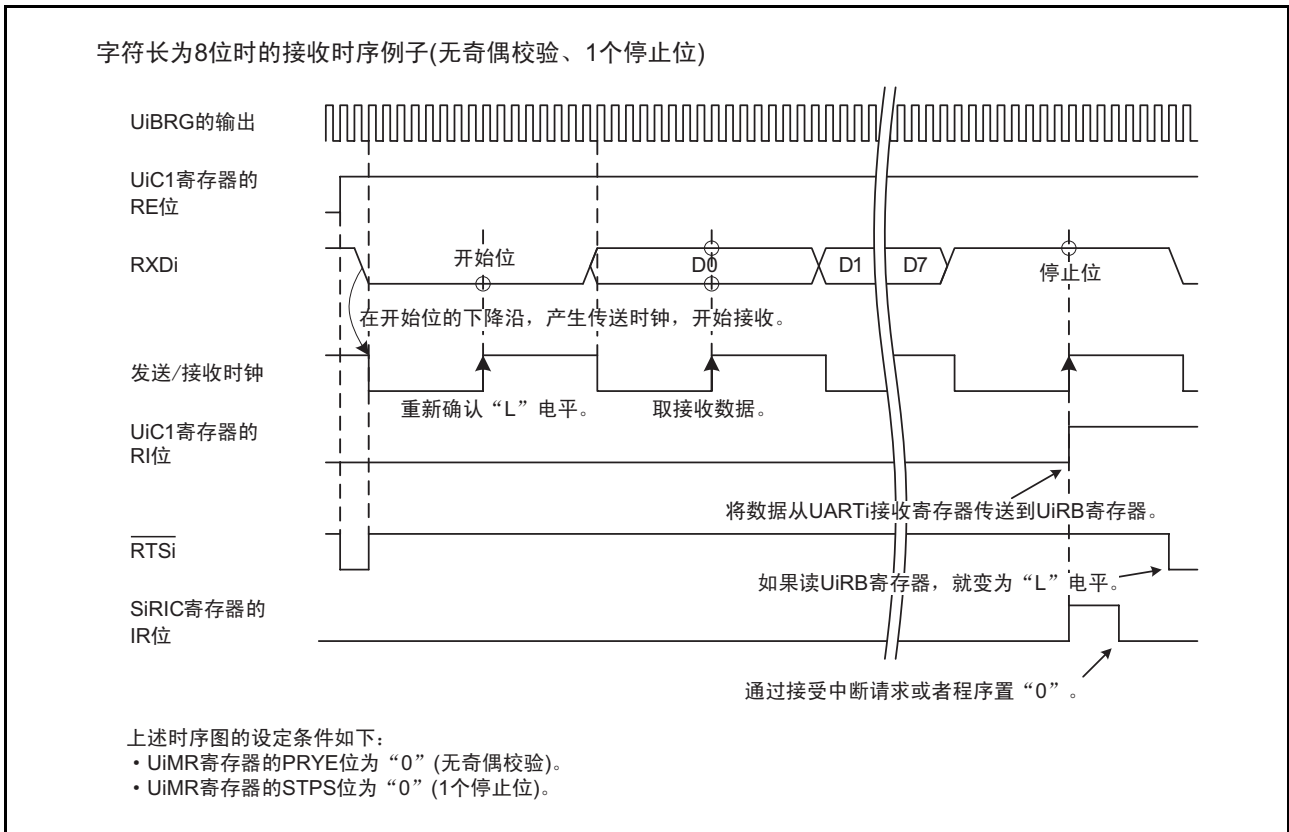 字符长为8位时的接收时序例子(无奇偶校验、1个停止位)
UiBRG的输出
UiC1寄存器的
RE位
RXDi
开始位
D0
D1
D7
停止位
在开始位的下降沿，产生传送时钟，开始接收。
发送/接收时钟
重新确认“L”电平。
取接收数据。
UiC1寄存器的
RI位
将数据从UARTi接收寄存器传送到UiRB寄存器。
RTSi
如果读UiRB寄存器，就变为“L”电平。
SiRIC寄存器的
IR位
通过接受中断请求或者程序置“0”。
上述时序图的设定条件如下：
・UiMR寄存器的PRYE位为“0”(无奇偶校验)。
・UiMR寄存器的STPS位为“0”(1个停止位)。